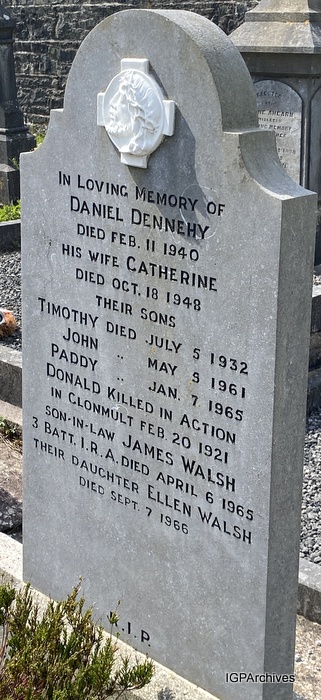 IN LOVING MEMORY OF
DANIEL DENNEHY
DIED FEB. 11 1940
HIS WIFE CATHERINE
DIED OCT. 18 1948
THEIR SONS
TIMOTHY DIED JULY 5 1932
JOHN " MAY 5 1961
PADDY " JAN. 7 1965
DONALD KILLED IN ACTION
IN CLONMULT FEB. 20 1921
SON-IN-LAW JAMES WALSH
3 BATT. I.R.A. DIED APRIL 6 1965
THEIR DAUGHTER ELLEN WALSH
DIED SEPT. 7 1966
R.I.P.
IGPArchives